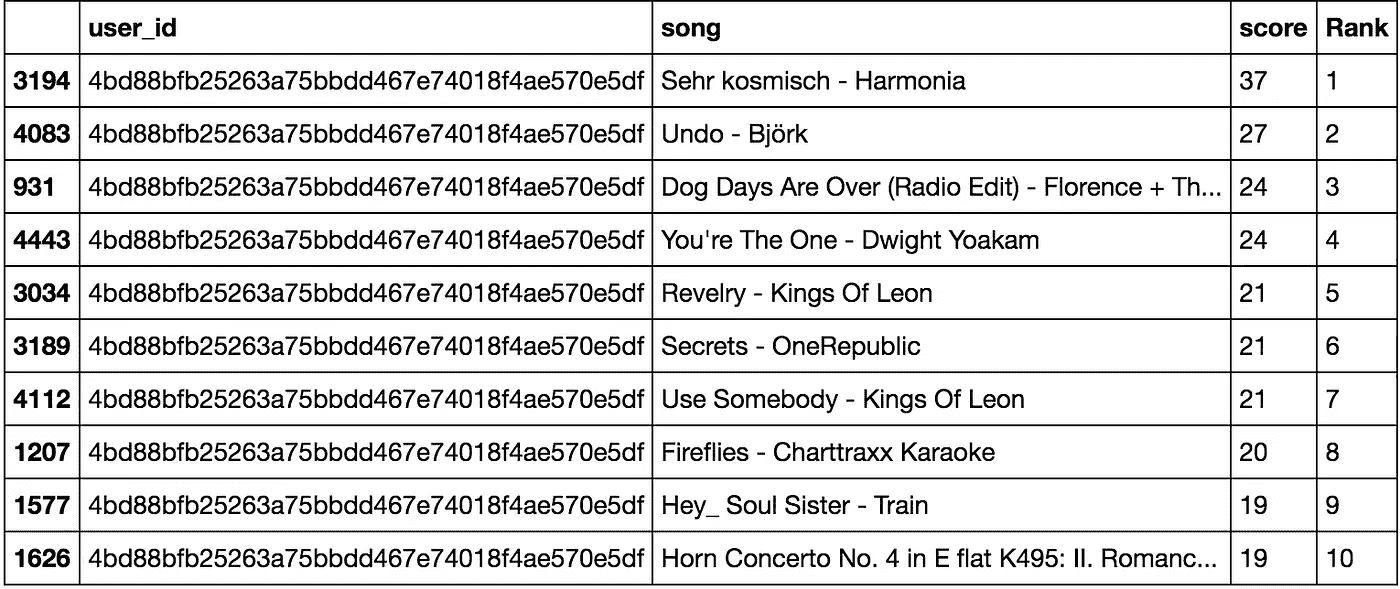 user_id song score Rank
3194 4bd88bfb25263a75bbdd467e74018f4ae570e5df Sehr kosmisch - Harmonia 37 1
4083 4bd88bfb25263a75bbdd467e74018f4ae570e5df Undo - Björk 27 2
931 4bd88bfb25263a75bbdd467e74018f4ae570e5df Dog Days Are Over (Radio Edit) - Florence + Th... 24 3
4443 4bd88bfb25263a75bbdd467e74018f4ae570e5df You're The One - Dwight Yoakam 24 4
3034 4bd88bfb25263a75bbdd467e74018f4ae570e5df Revelry - Kings Of Leon 21 5
3189 4bd88bfb25263a75bbdd467e74018f4ae570e5df Secrets - OneRepublic 21 6
4112 4bd88bfb25263a75bbdd467e74018f4ae570e5df Use Somebody - Kings Of Leon 21 7
1207 4bd88bfb25263a75bbdd467e74018f4ae570e5df Fireflies - Charttraxx Karaoke 20 8
1577 4bd88bfb25263a75bbdd467e74018f4ae570e5df Hey_ Soul Sister - Train 19 9
1626 4bd88bfb25263a75bbdd467e74018f4ae570e5df Horn Concerto No. 4 in E flat K495: II. Romanc... 19 10